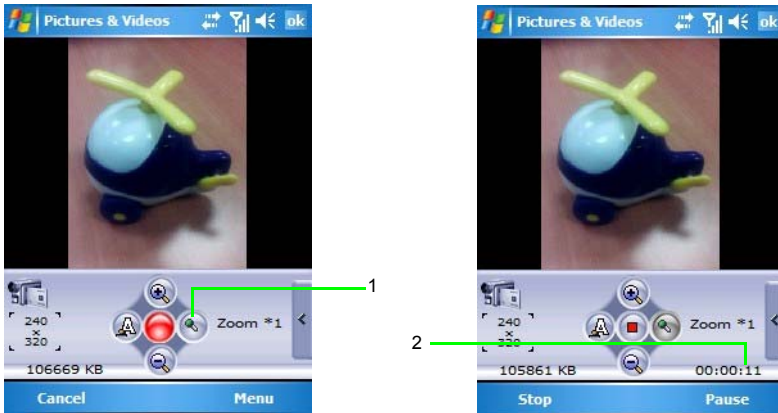 Pictures & Videos
ok
1
240
×
320
A
Zoom *1
106669 KB
Cancel
Menu
Pictures & Videos
ok
2
240
×
320
A
Zoom *1
105861 KB
00:00:11
Stop
Pause